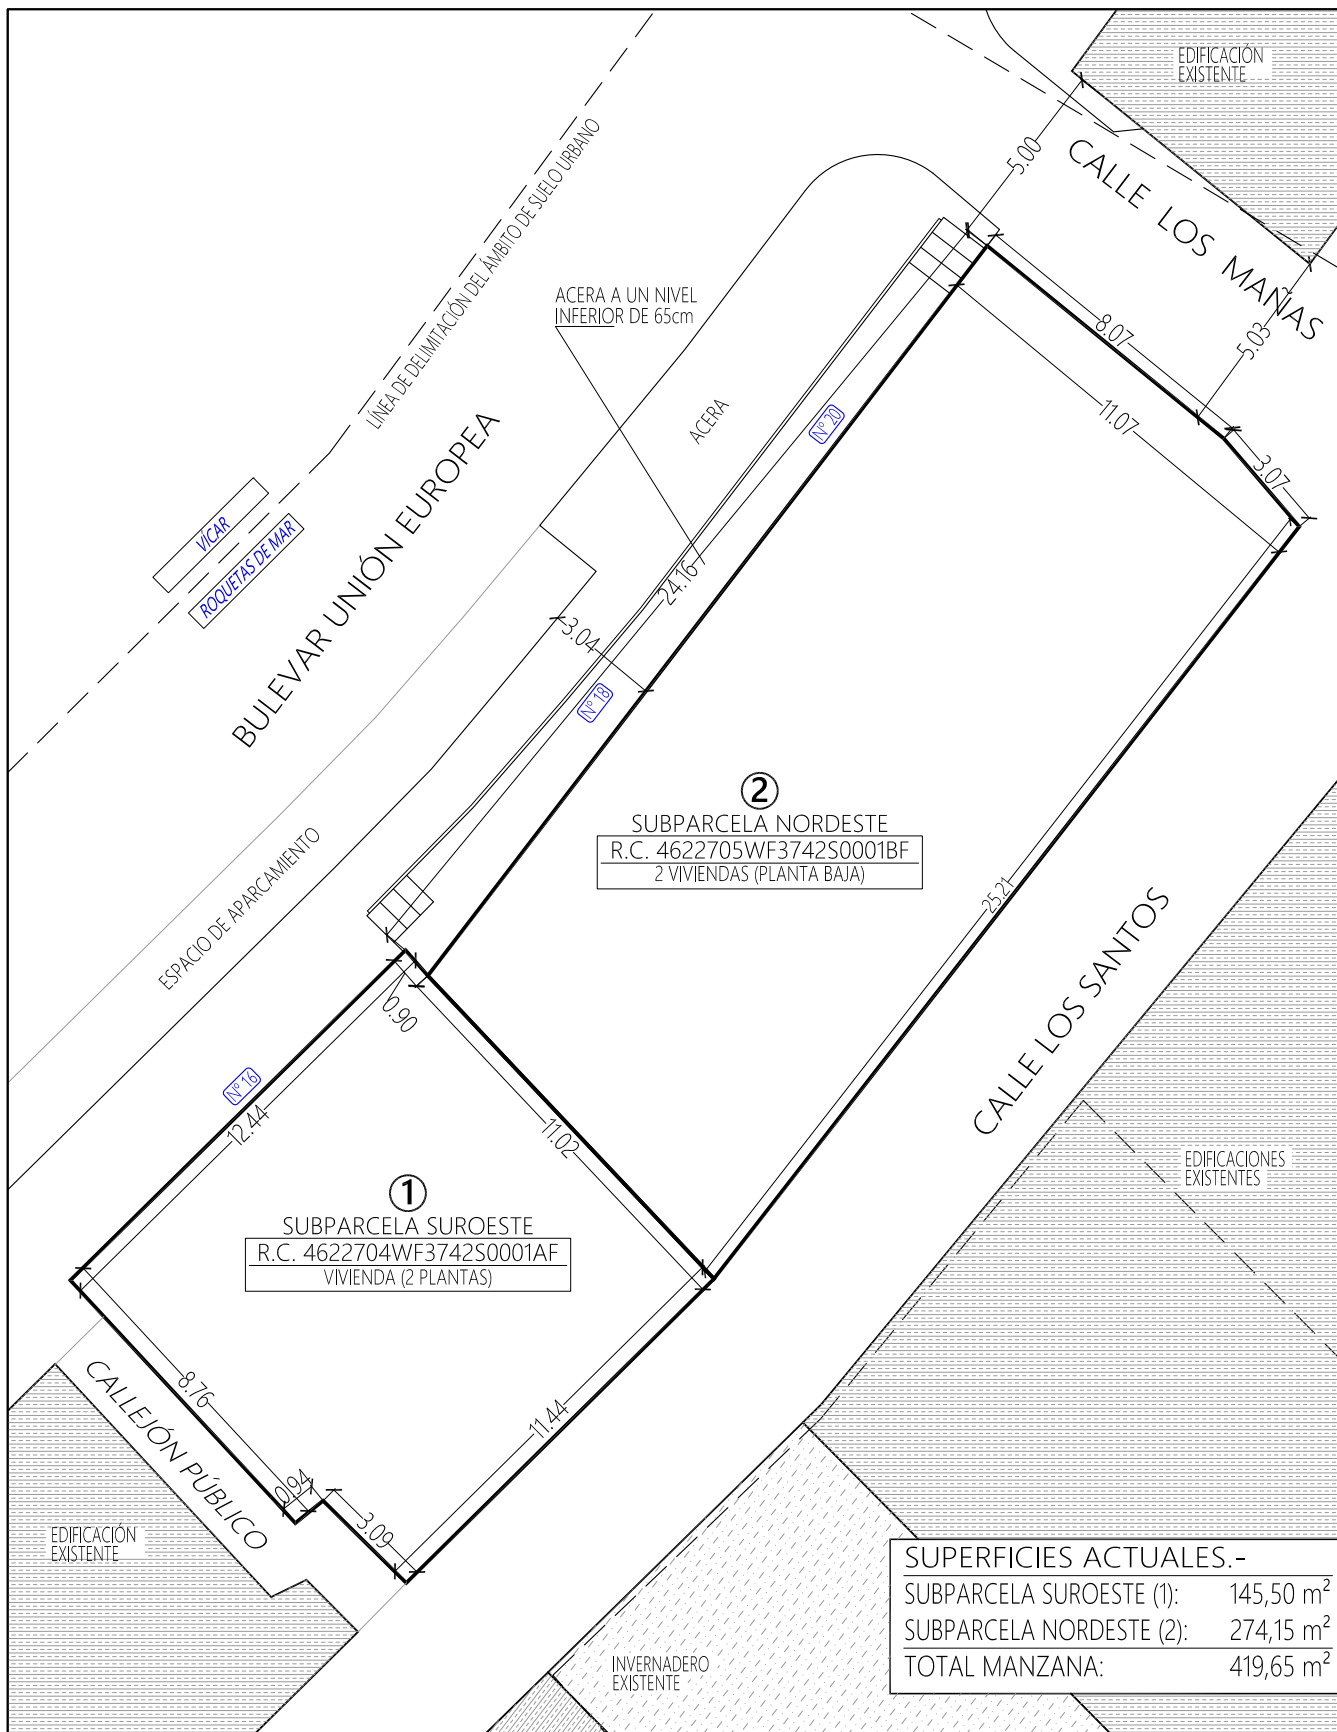 EDIFICACIÓN
EXISTENTE
5.00
CALLE LOS MAÑAS
LÍNEA DE DELIMITACIÓN DEL ÁMBITO DE SUELO URBANO
ACERA A UN NIVEL
INFERIOR DE 65cm
8.07
5.03
ACERA
Nº 20
11.07
3.07
VÍCAR
ROQUETAS DE MAR
BULEVAR UNIÓN EUROPEA
24.16
3.04
Nº 18
2
SUBPARCELA NORDESTE
R.C. 4622705WF3742S0001BF
2 VIVIENDAS (PLANTA BAJA)
25.21
ESPACIO DE APARCAMIENTO
CALLE LOS SANTOS
0.90
Nº 16
12.44
11.02
EDIFICACIONES
EXISTENTES
1
SUBPARCELA SUROESTE
R.C. 4622704WF3742S0001AF
VIVIENDA (2 PLANTAS)
8.76
11.44
CALLEJÓN PÚBLICO
0.94
3.09
EDIFICACIÓN
EXISTENTE
INVERNADERO
EXISTENTE
SUPERFICIES ACTUALES.-
SUBPARCELA SUROESTE (1): 145,50 m²
SUBPARCELA NORDESTE (2): 274,15 m²
TOTAL MANZANA: 419,65 m²